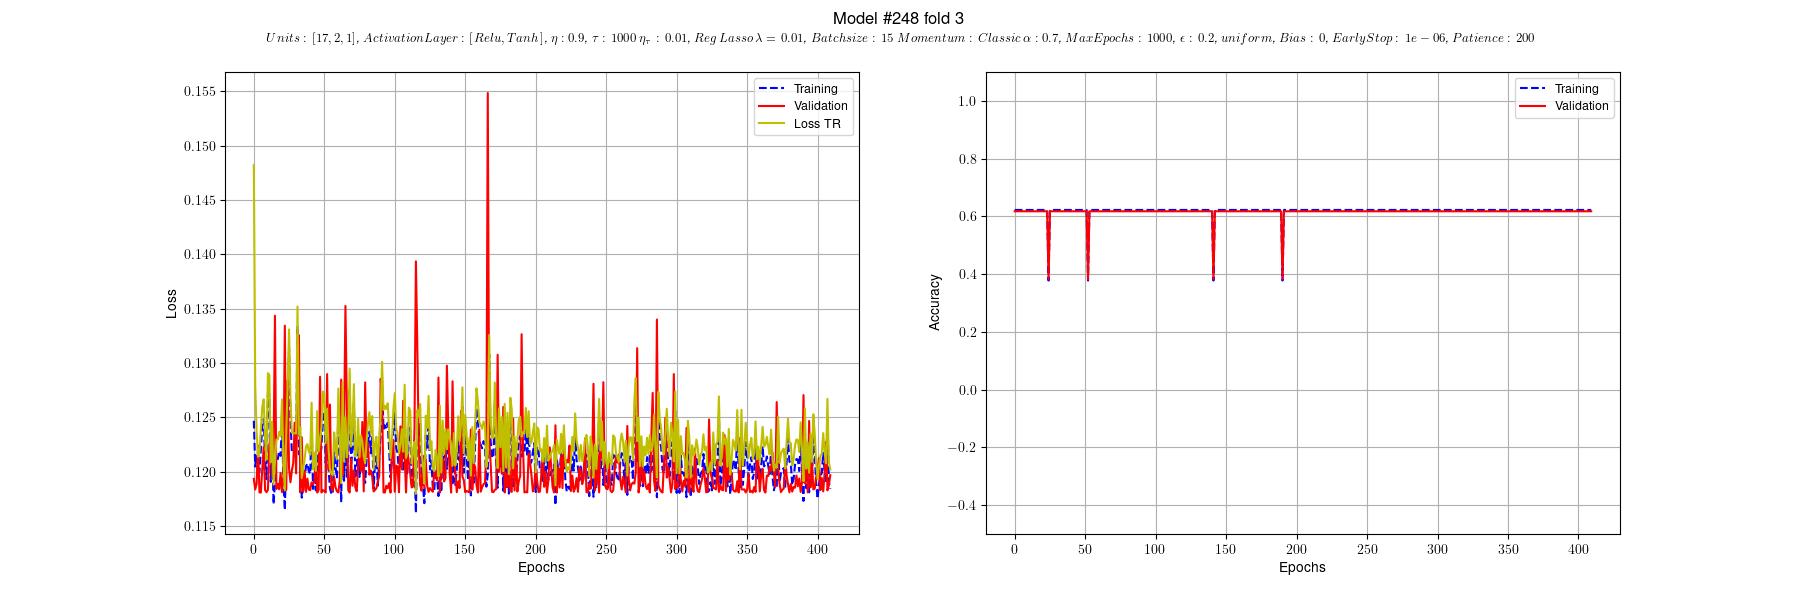 Model #248 fold 3
Units : [17, 2, 1], ActivationLayer : [Relu, Tanh], η : 0.9, τ : 1000 η_τ : 0.01, Reg Lasso λ = 0.01, Batchsize : 15 Momentum : Classic α : 0.7, MaxEpochs : 1000, ϵ : 0.2, uniform, Bias : 0, EarlyStop : 1e − 06, Patience : 200
Training
Validation
Loss TR
0.155
0.150
0.145
0.140
0.135
0.130
0.125
0.120
0.115
Loss
0 50 100 150 200 250 300 350 400
Epochs
Training
Validation
1.0
0.8
0.6
0.4
0.2
0.0
−0.2
−0.4
Accuracy
0 50 100 150 200 250 300 350 400
Epochs